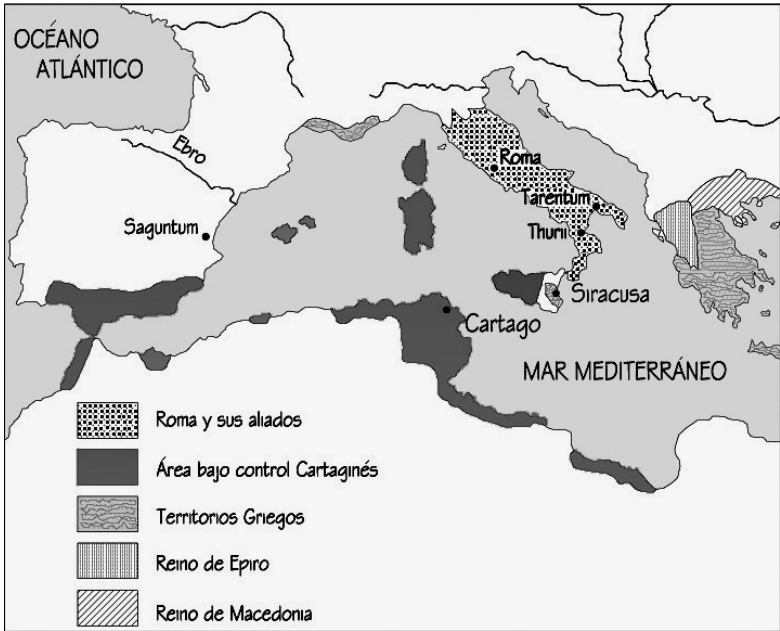 OCÉANO
ATLÁNTICO
Ebro
Roma
Tarentum
Saguntum
Thurii
Siracusa
Cartago
MAR MEDITERRÁNEO
Roma y sus aliados
Área bajo control Cartaginés
Territorios Griegos
Reino de Epiro
Reino de Macedonia